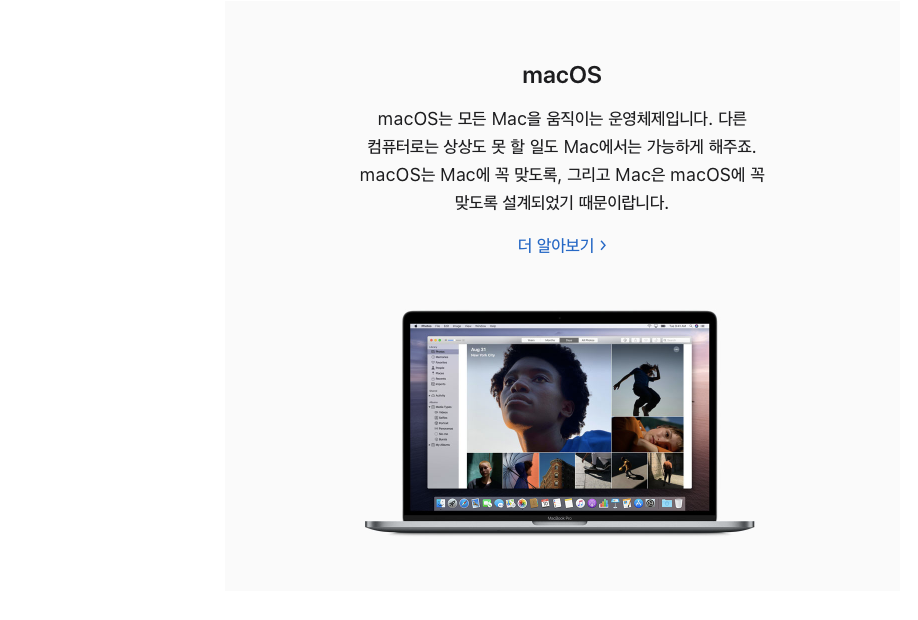 macOS
macOS는 모든 Mac을 움직이는 운영체제입니다. 다른
컴퓨터로는 상상도 못 할 일도 Mac에서는 가능하게 해주죠.
macOS는 Mac에 꼭 맞도록, 그리고 Mac은 macOS에 꼭
맞도록 설계되었기 때문이랍니다.
더 알아보기 >
Aug 31
New York City
MacBook Pro